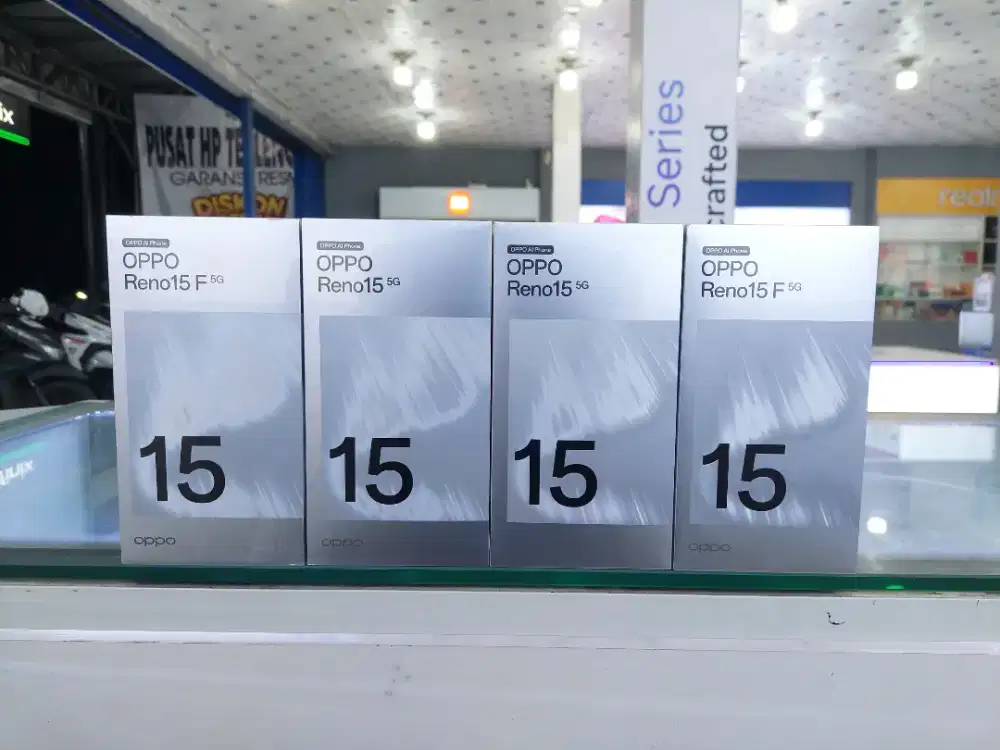 PUSAT HP TE
GARANSI RESM
DISKON
Series
crafted
real
OPPO AI Phone
OPPO
Reno15 F 5G
15
oppo
OPPO AI Phone
OPPO
Reno15 5G
15
oppo
OPPO AI Phone
OPPO
Reno15 5G
15
OPPO AI Phone
OPPO
Reno15 F 5G
15
oppo